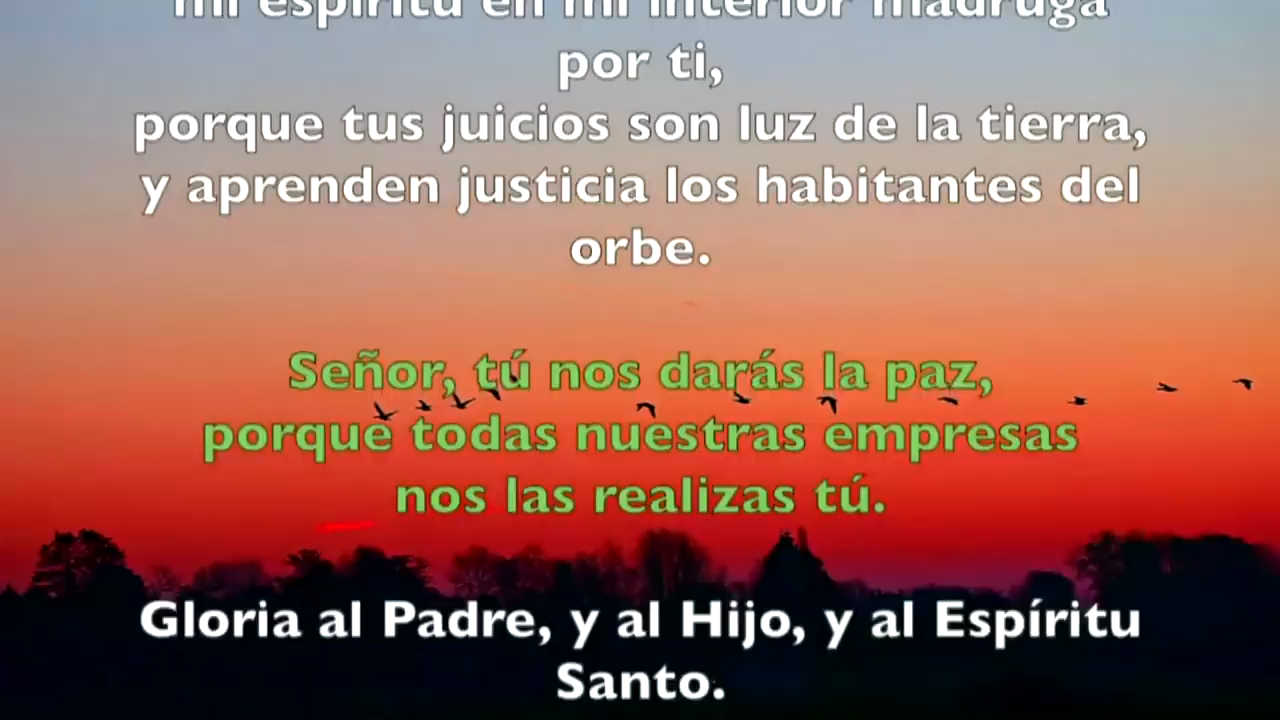 mi espíritu en mi interior madruga
por ti,
porque tus juicios son luz de la tierra,
y aprenden justicia los habitantes del
orbe.
Señor, tú nos darás la paz,
porque todas nuestras empresas
nos las realizas tú.
Gloria al Padre, y al Hijo, y al Espíritu
Santo.